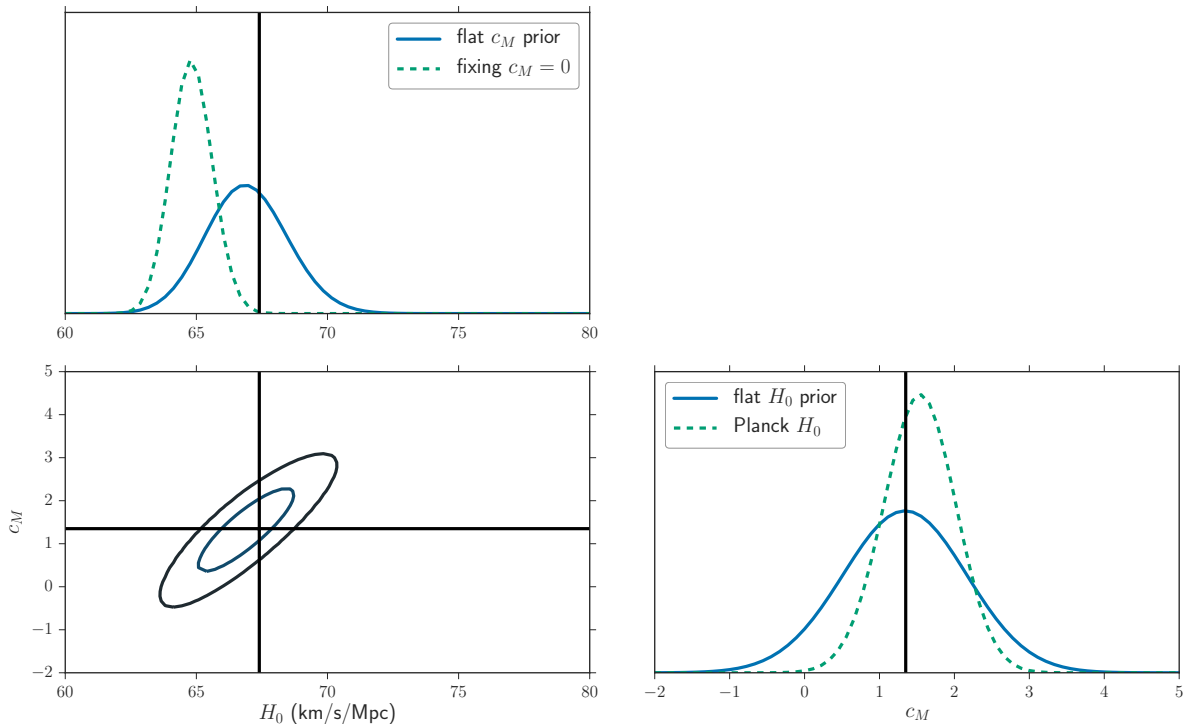 flat $c_M$ prior
fixing $c_M = 0$
60 65 70 75 80
5
4
3
2
1
0
−1
−2
$c_M$
60 65 70 75 80
$H_0$ (km/s/Mpc)
flat $H_0$ prior
Planck $H_0$
−2 −1 0 1 2 3 4 5
$c_M$